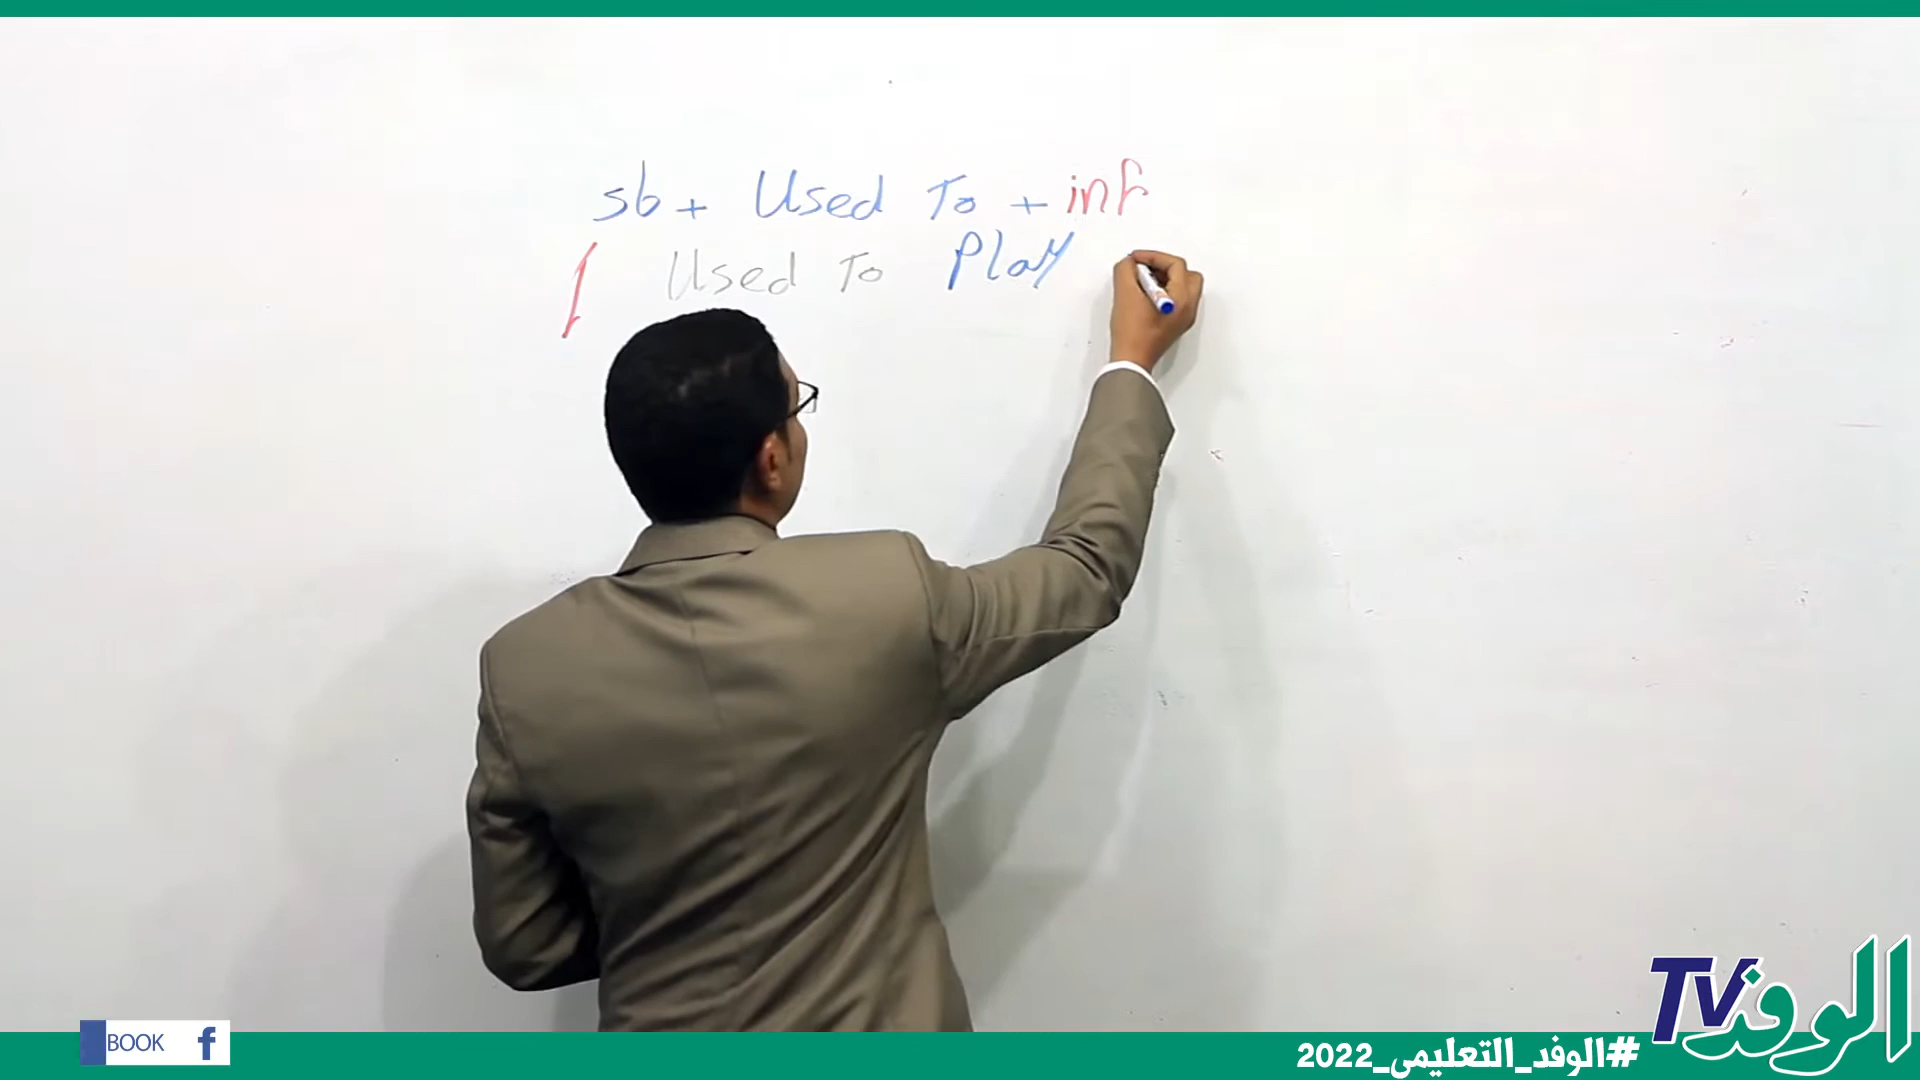 sb + Used To + inf
I Used To Play
BOOK f
TV الوفد
#الوفد_التعليمى_2022